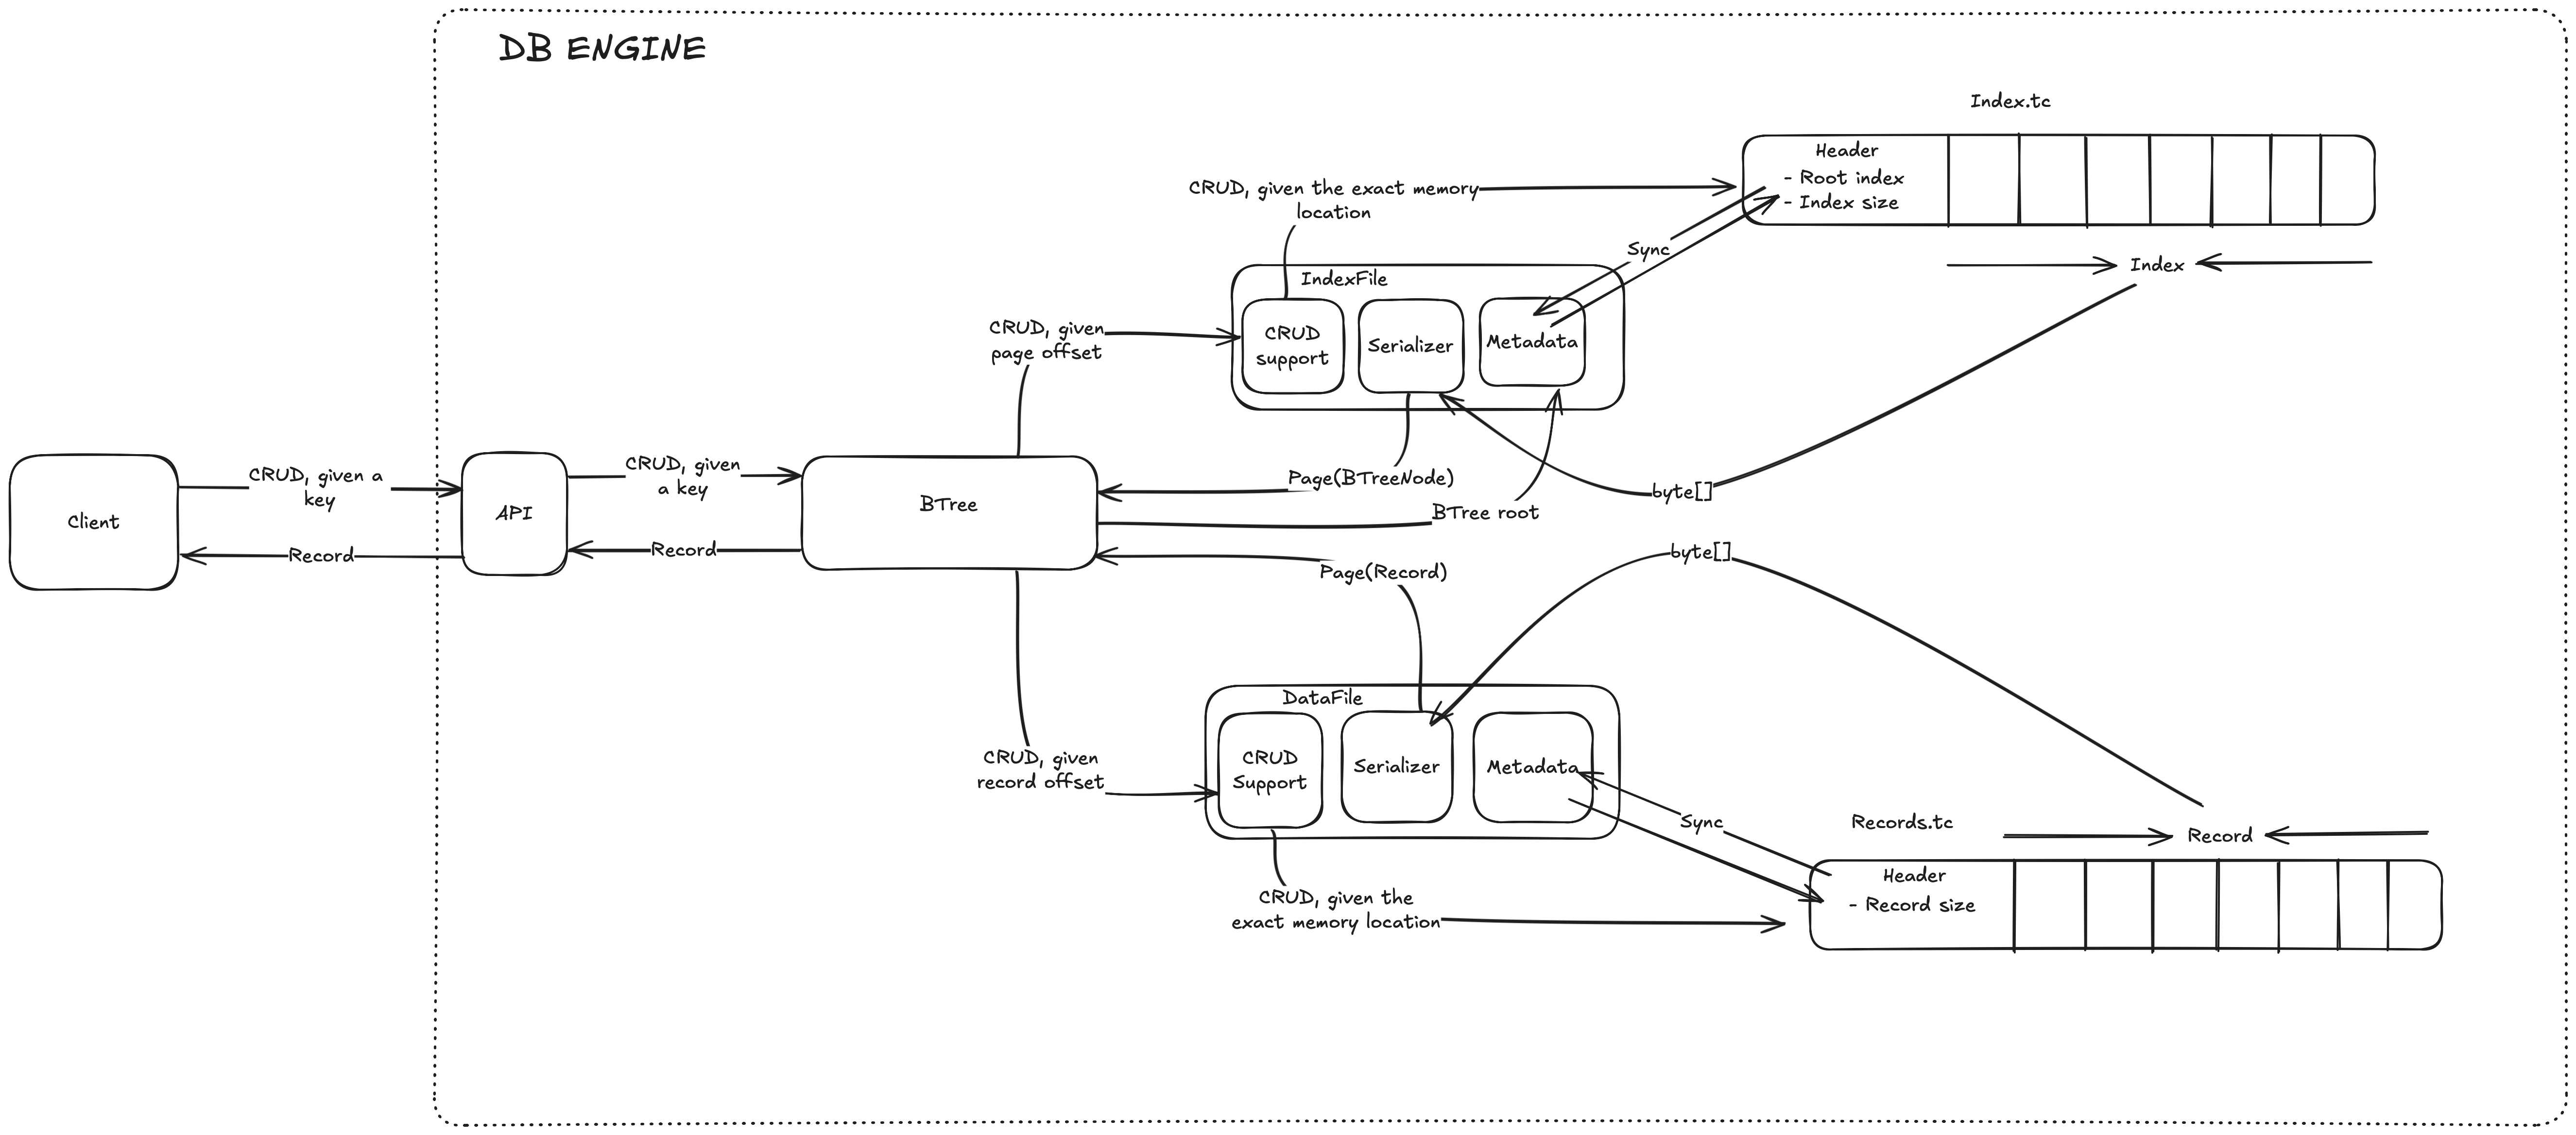 DB ENGINE
Index.tc
Header
- Root index
- Index size
CRUD, given the exact memory
location
Sync
Index
IndexFile
CRUD
support
Serializer
Metadata
CRUD, given
page offset
Client
CRUD, given a
key
Record
API
CRUD, given
a key
Record
BTree
Page(BTreeNode)
BTree root
byte[]
Page(Record)
byte[]
DataFile
CRUD
Support
Serializer
Metadata
CRUD, given
record offset
Sync
Records.tc
Record
Header
- Record size
CRUD, given the
exact memory location